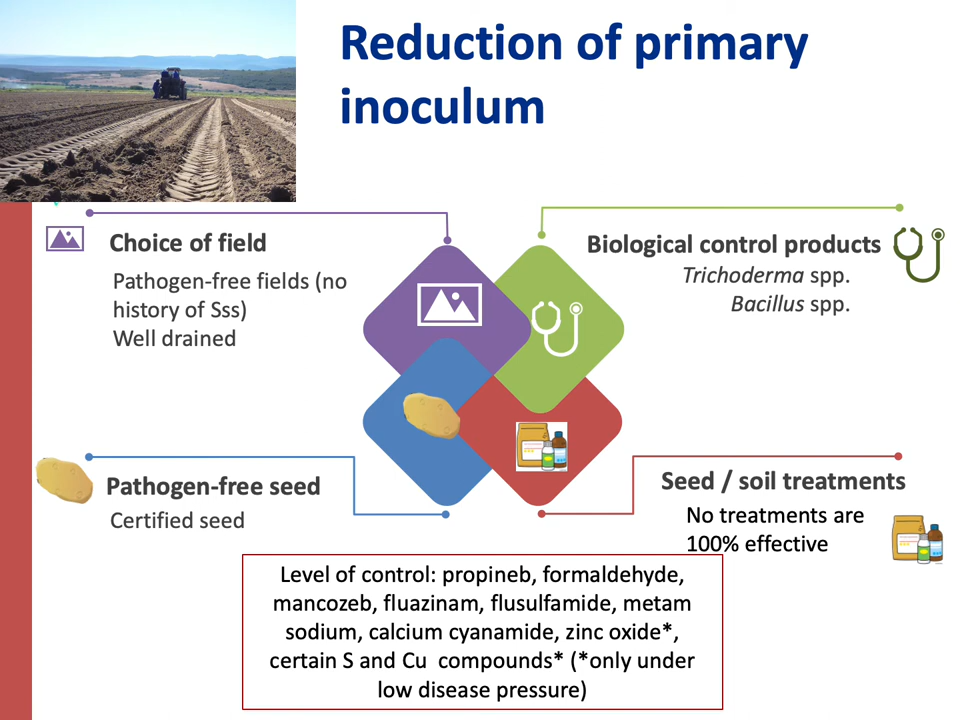 Reduction of primary
inoculum
Choice of field
Pathogen-free fields (no
history of Sss)
Well drained
Biological control products
Trichoderma spp.
Bacillus spp.
Pathogen-free seed
Certified seed
Seed / soil treatments
No treatments are
100% effective
Level of control: propineb, formaldehyde,
mancozeb, fluazinam, flusulfamide, metam
sodium, calcium cyanamide, zinc oxide*,
certain S and Cu compounds* (*only under
low disease pressure)